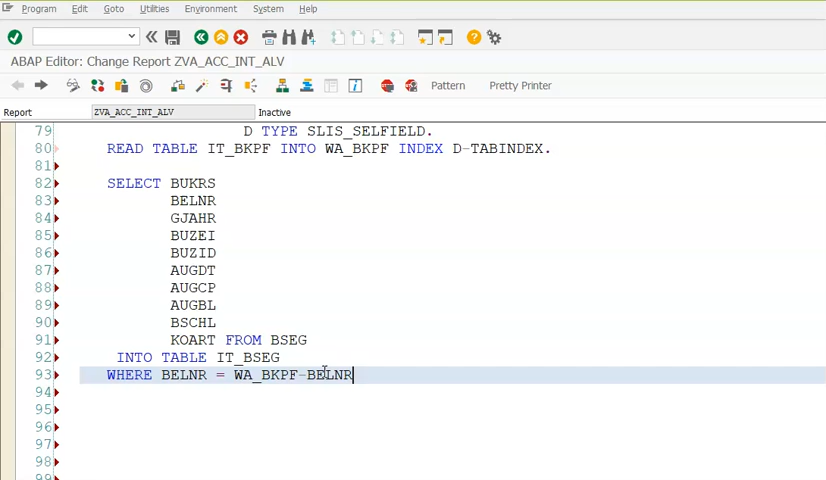 Program Edit Goto Utilities Environment System Help
ABAP Editor: Change Report ZVA_ACC_INT_ALV
Pattern Pretty Printer
Report ZVA_ACC_INT_ALV Inactive
79 D TYPE SLIS_SELFIELD.
80 READ TABLE IT_BKPF INTO WA_BKPF INDEX D-TABINDEX.
81
82 SELECT BUKRS
83 BELNR
84 GJAHR
85 BUZEI
86 BUZID
87 AUGDT
88 AUGCP
89 AUGBL
90 BSCHL
91 KOART FROM BSEG
92 INTO TABLE IT_BSEG
93 WHERE BELNR = WA_BKPF-BELNR
94
95
96
97
98
99